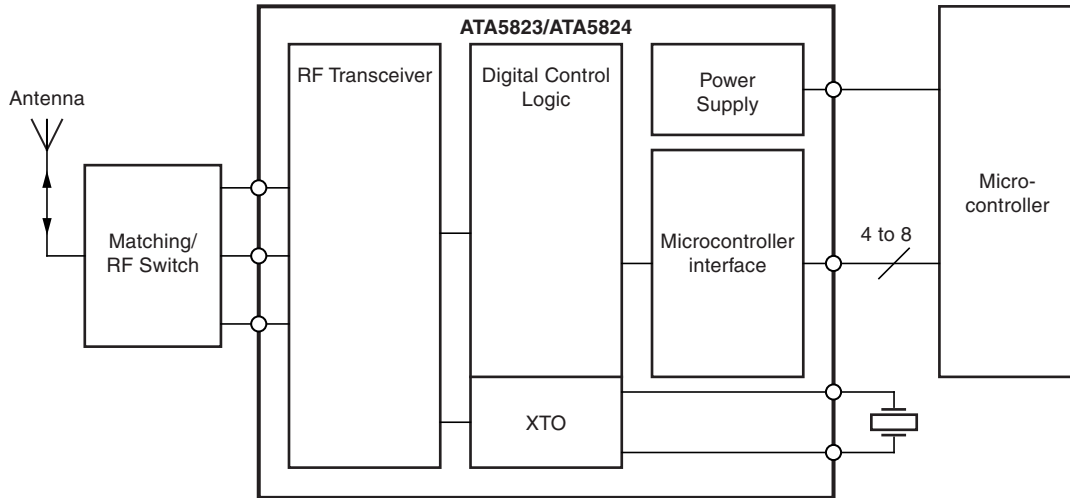 ATA5823/ATA5824
RF Transceiver
Digital Control
Logic
Power
Supply
Antenna
Matching/
RF Switch
Microcontroller
interface
4 to 8
Micro-
controller
XTO